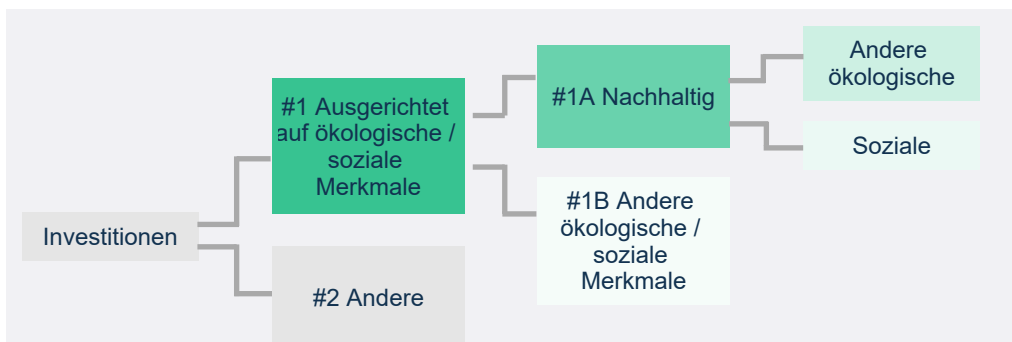 Investitionen
#1 Ausgerichtet
auf ökologische /
soziale
Merkmale
#2 Andere
#1A Nachhaltig
#1B Andere
ökologische /
soziale
Merkmale
Andere
ökologische
Soziale